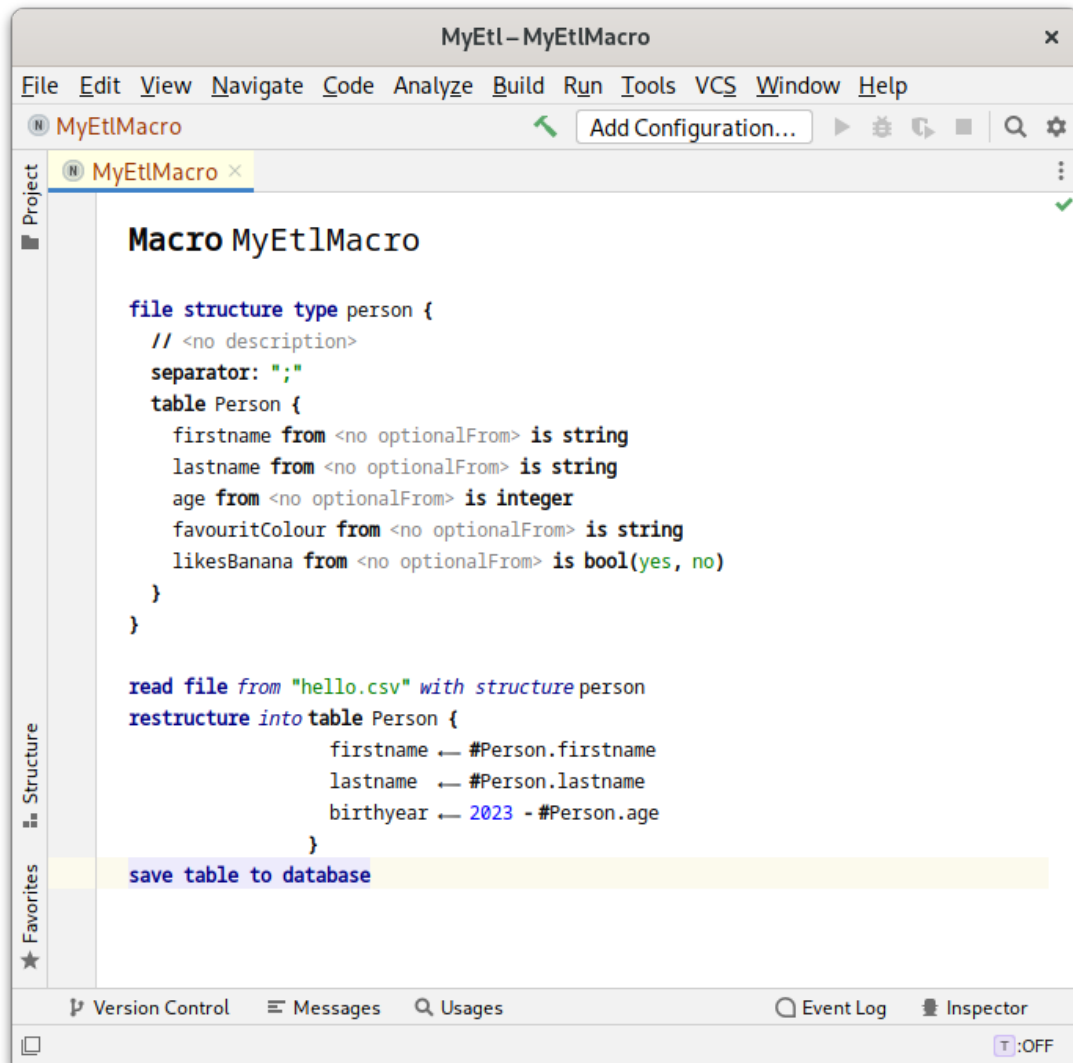 MyEtl – MyEtlMacro
File Edit View Navigate Code Analyze Build Run Tools VCS Window Help
N MyEtlMacro Add Configuration...
N MyEtlMacro
Project
Macro MyEtlMacro
file structure type person {
// <no description>
separator: ";"
table Person {
firstname from <no optionalFrom> is string
lastname from <no optionalFrom> is string
age from <no optionalFrom> is integer
favouritColour from <no optionalFrom> is string
likesBanana from <no optionalFrom> is bool(yes, no)
}
}
read file from "hello.csv" with structure person
restructure into table Person {
firstname ⟵ #Person.firstname
lastname ⟵ #Person.lastname
birthyear ⟵ 2023 - #Person.age
}
save table to database
Structure
Favorites
Version Control Messages Usages Event Log Inspector
T :OFF